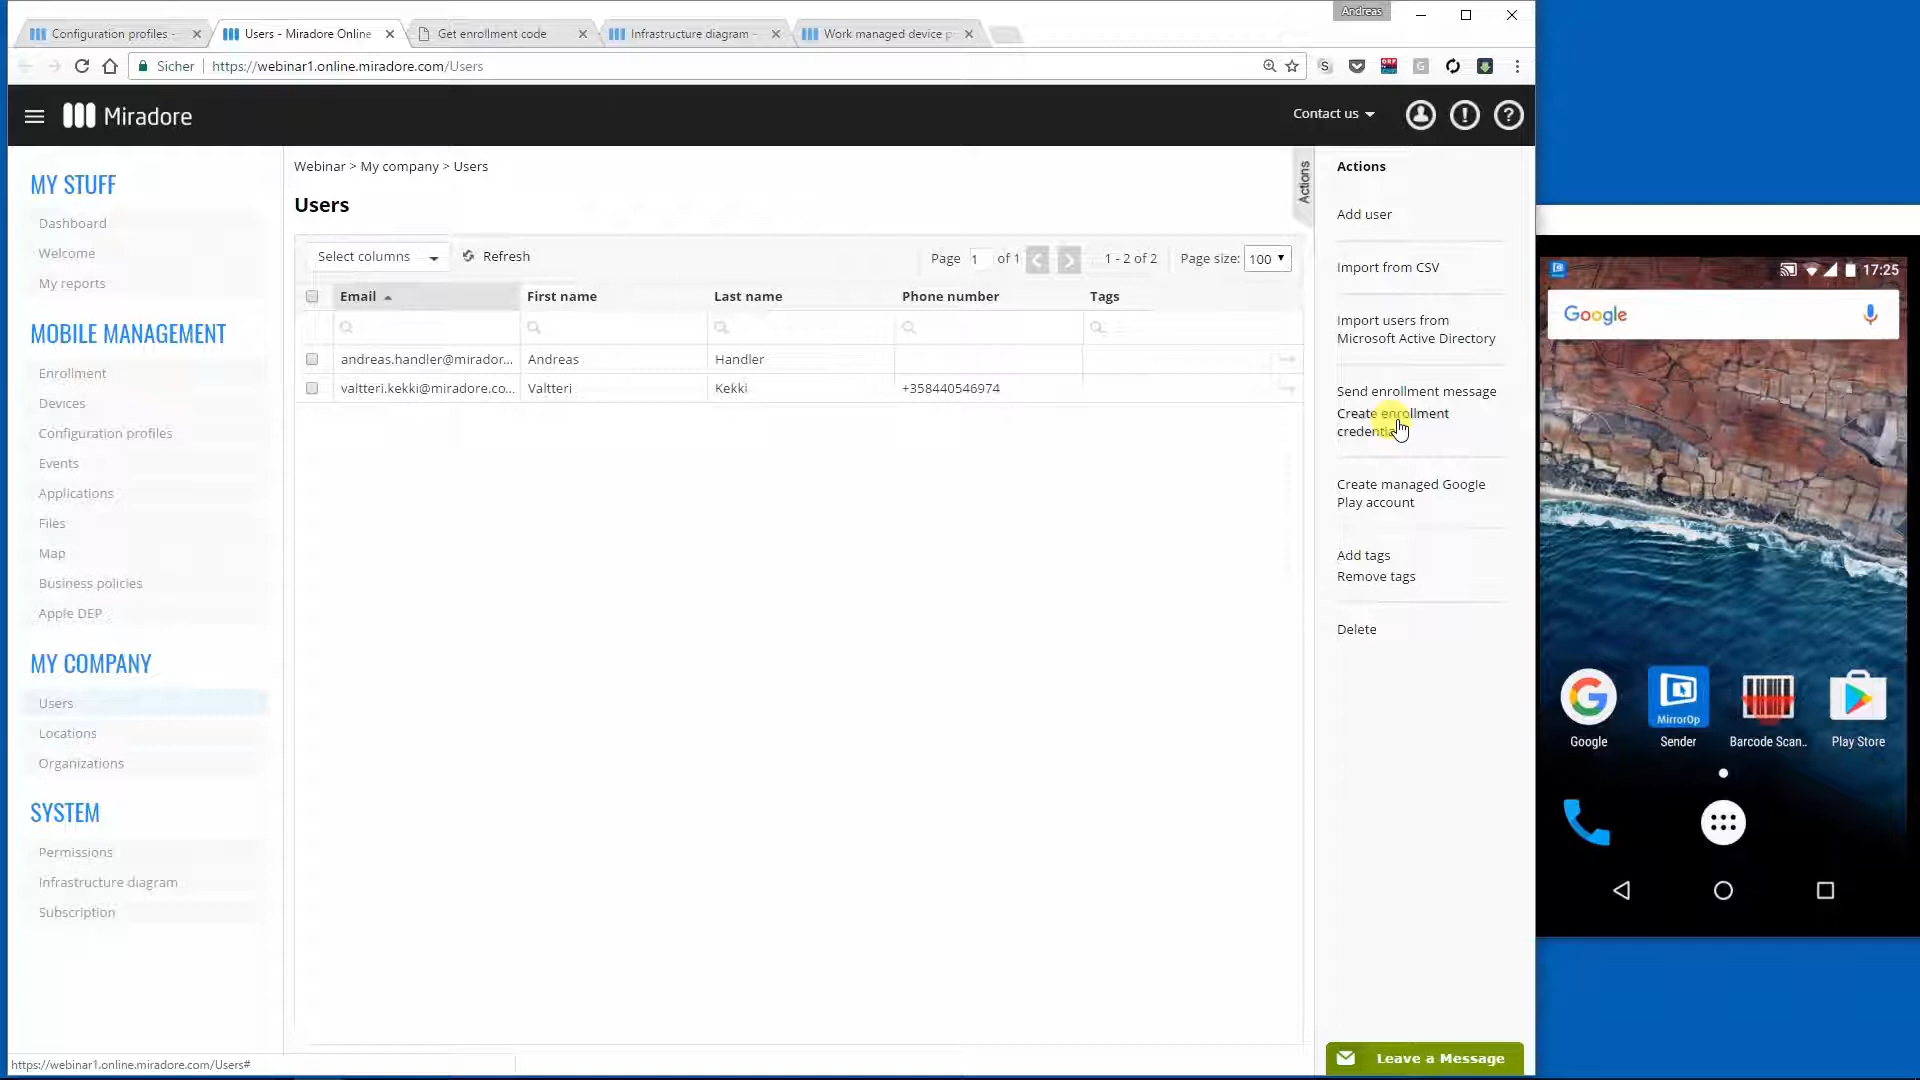 Andreas
Configuration profiles -
Users - Miradore Online
Get enrollment code
Infrastructure diagram -
Work managed device p
Sicher
https://webinar1.online.miradore.com/Users
Miradore
Contact us
MY STUFF
Dashboard
Welcome
My reports
MOBILE MANAGEMENT
Enrollment
Devices
Configuration profiles
Events
Applications
Files
Map
Business policies
Apple DEP
MY COMPANY
Users
Locations
Organizations
SYSTEM
Permissions
Infrastructure diagram
Subscription
Webinar > My company > Users
Users
Select columns
Refresh
Page 1 of 1
1 - 2 of 2
Page size: 100
Email First name Last name Phone number Tags
andreas.handler@mirador... Andreas Handler
valtteri.kekki@miradore.co... Valtteri Kekki +358440546974
Actions
Actions
Add user
Import from CSV
Import users from
Microsoft Active Directory
Send enrollment message
Create enrollment
Create managed Google
Play account
Add tags
Remove tags
Delete
Leave a Message
https://webinar1.online.miradore.com/Users#
17:25
Google
MirrorOp
Google
Sender
Barcode Scan..
Play Store